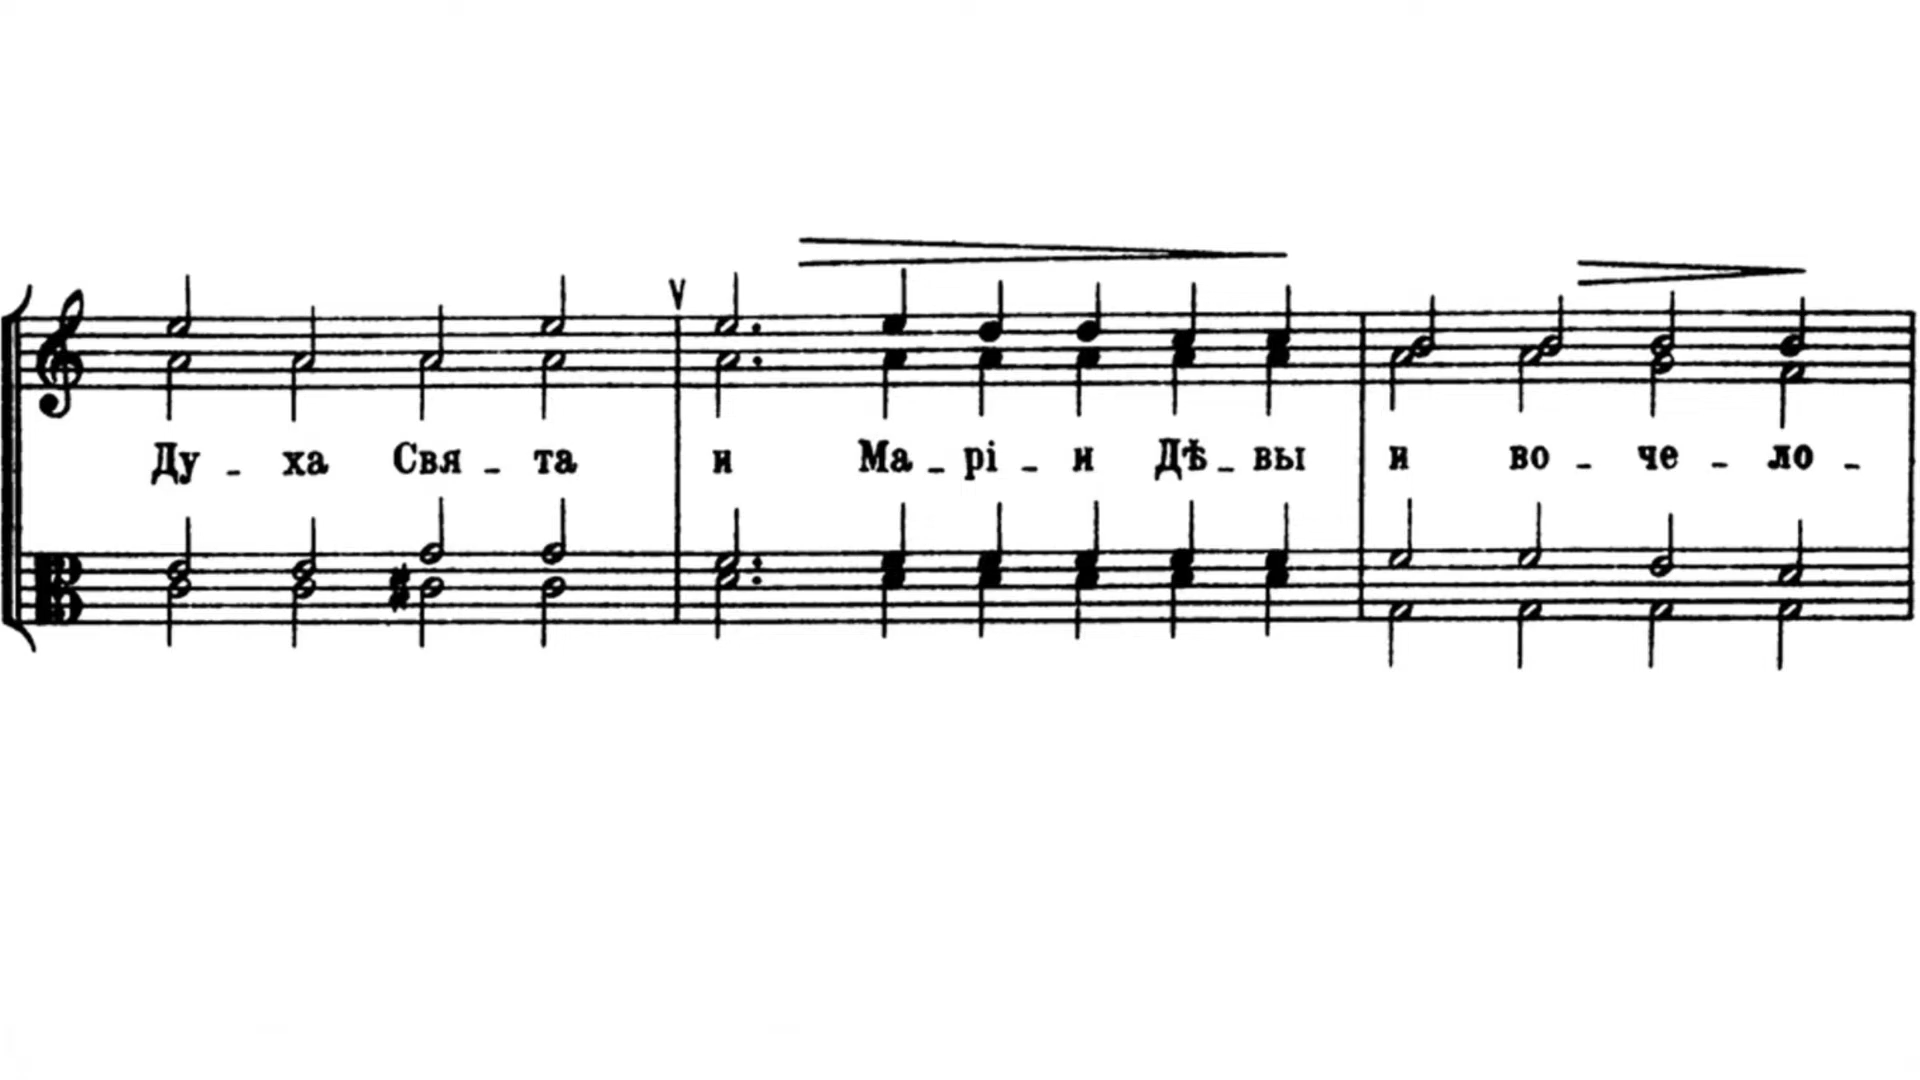 Ду - ха Свя - та и Ма - рі - и Дѣ - вы и во - че - ло -